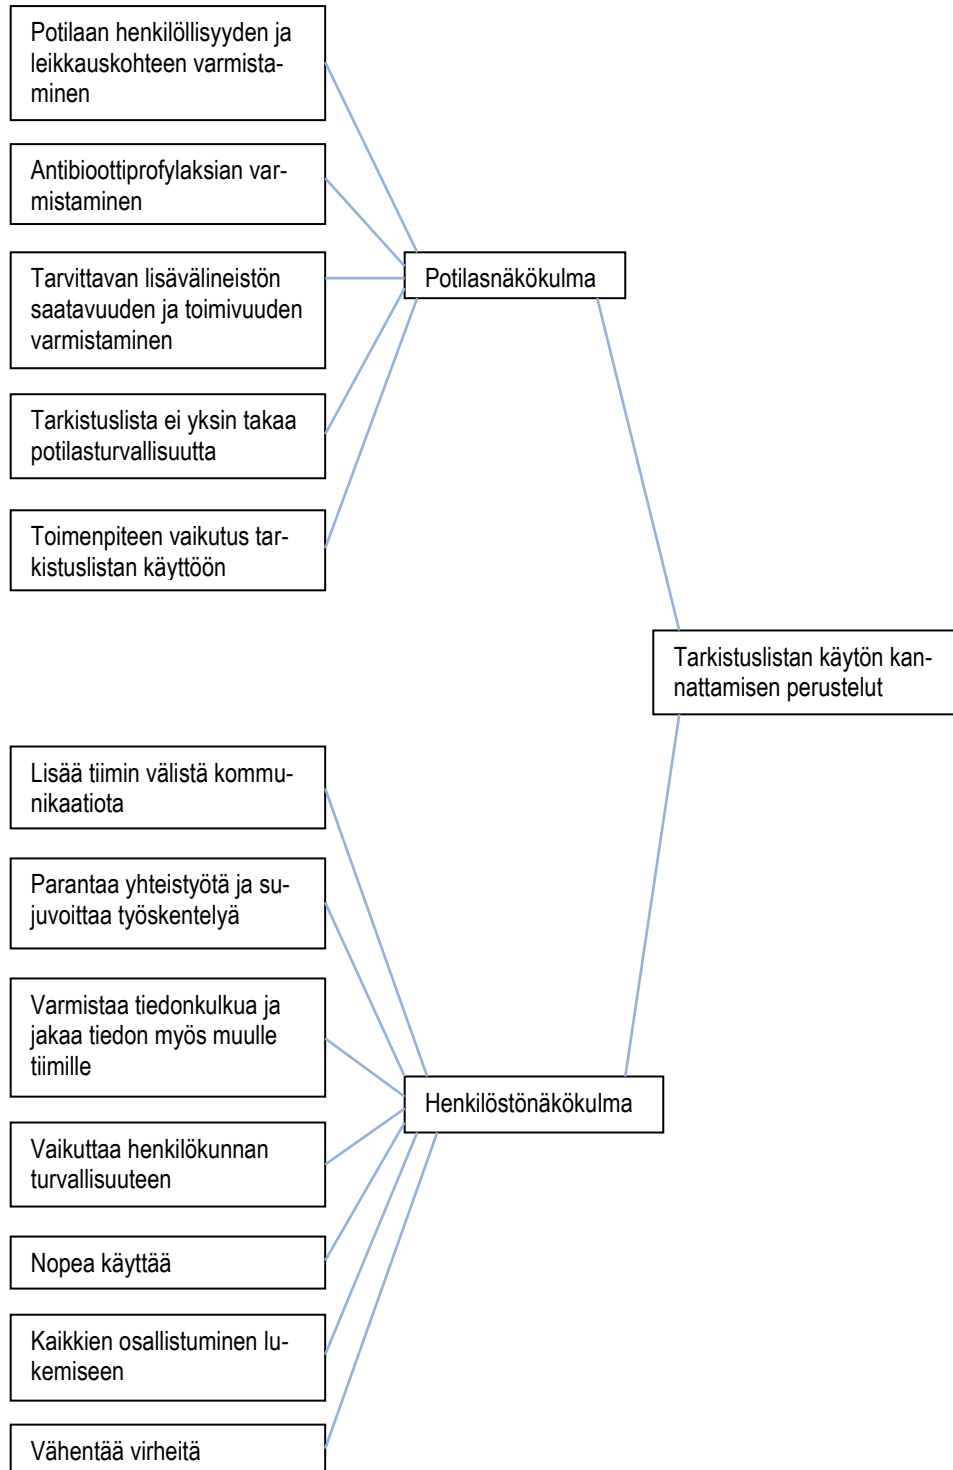 Potilaan henkilöllisyyden ja
leikkauskohteen varmista-
minen
Antibioottiprofylaksian var-
mistaminen
Tarvittavan lisävälineistön
saatavuuden ja toimivuuden
varmistaminen
Potilasnäkökulma
Tarkistuslista ei yksin takaa
potilasturvallisuutta
Toimenpiteen vaikutus tar-
kistuslistan käyttöön
Tarkistuslistan käytön kan-
nattamisen perustelut
Lisää tiimin välistä kommu-
nikaatiota
Parantaa yhteistyötä ja su-
juvoittaa työskentelyä
Varmistaa tiedonkulkua ja
jakaa tiedon myös muulle
tiimille
Henkilöstönäkökulma
Vaikuttaa henkilökunnan
turvallisuuteen
Nopea käyttää
Kaikkien osallistuminen lu-
kemiseen
Vähentää virheitä